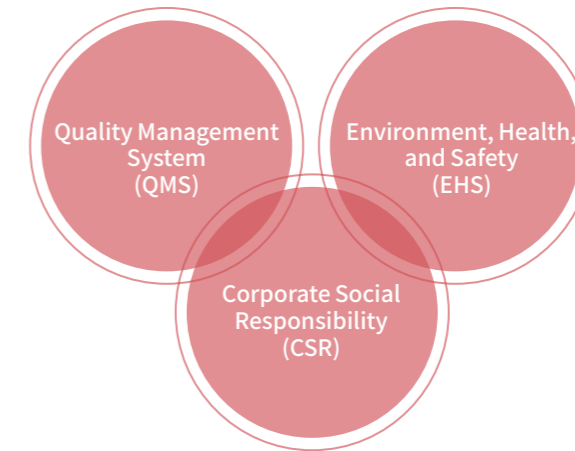 Quality Management
System
(QMS)
Environment, Health,
and Safety
(EHS)
Corporate Social
Responsibility
(CSR)